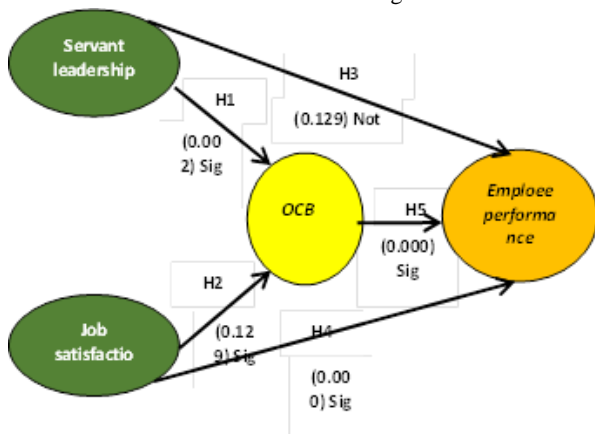 Servant
leadership
H1
(0.00
2) Sig
H3
(0.129) Not
OCB
H5
(0.000)
Sig
Emploee
performa
nce
H2
(0.12
9) Sig
H4
(0.00
0) Sig
Job
satisfactio